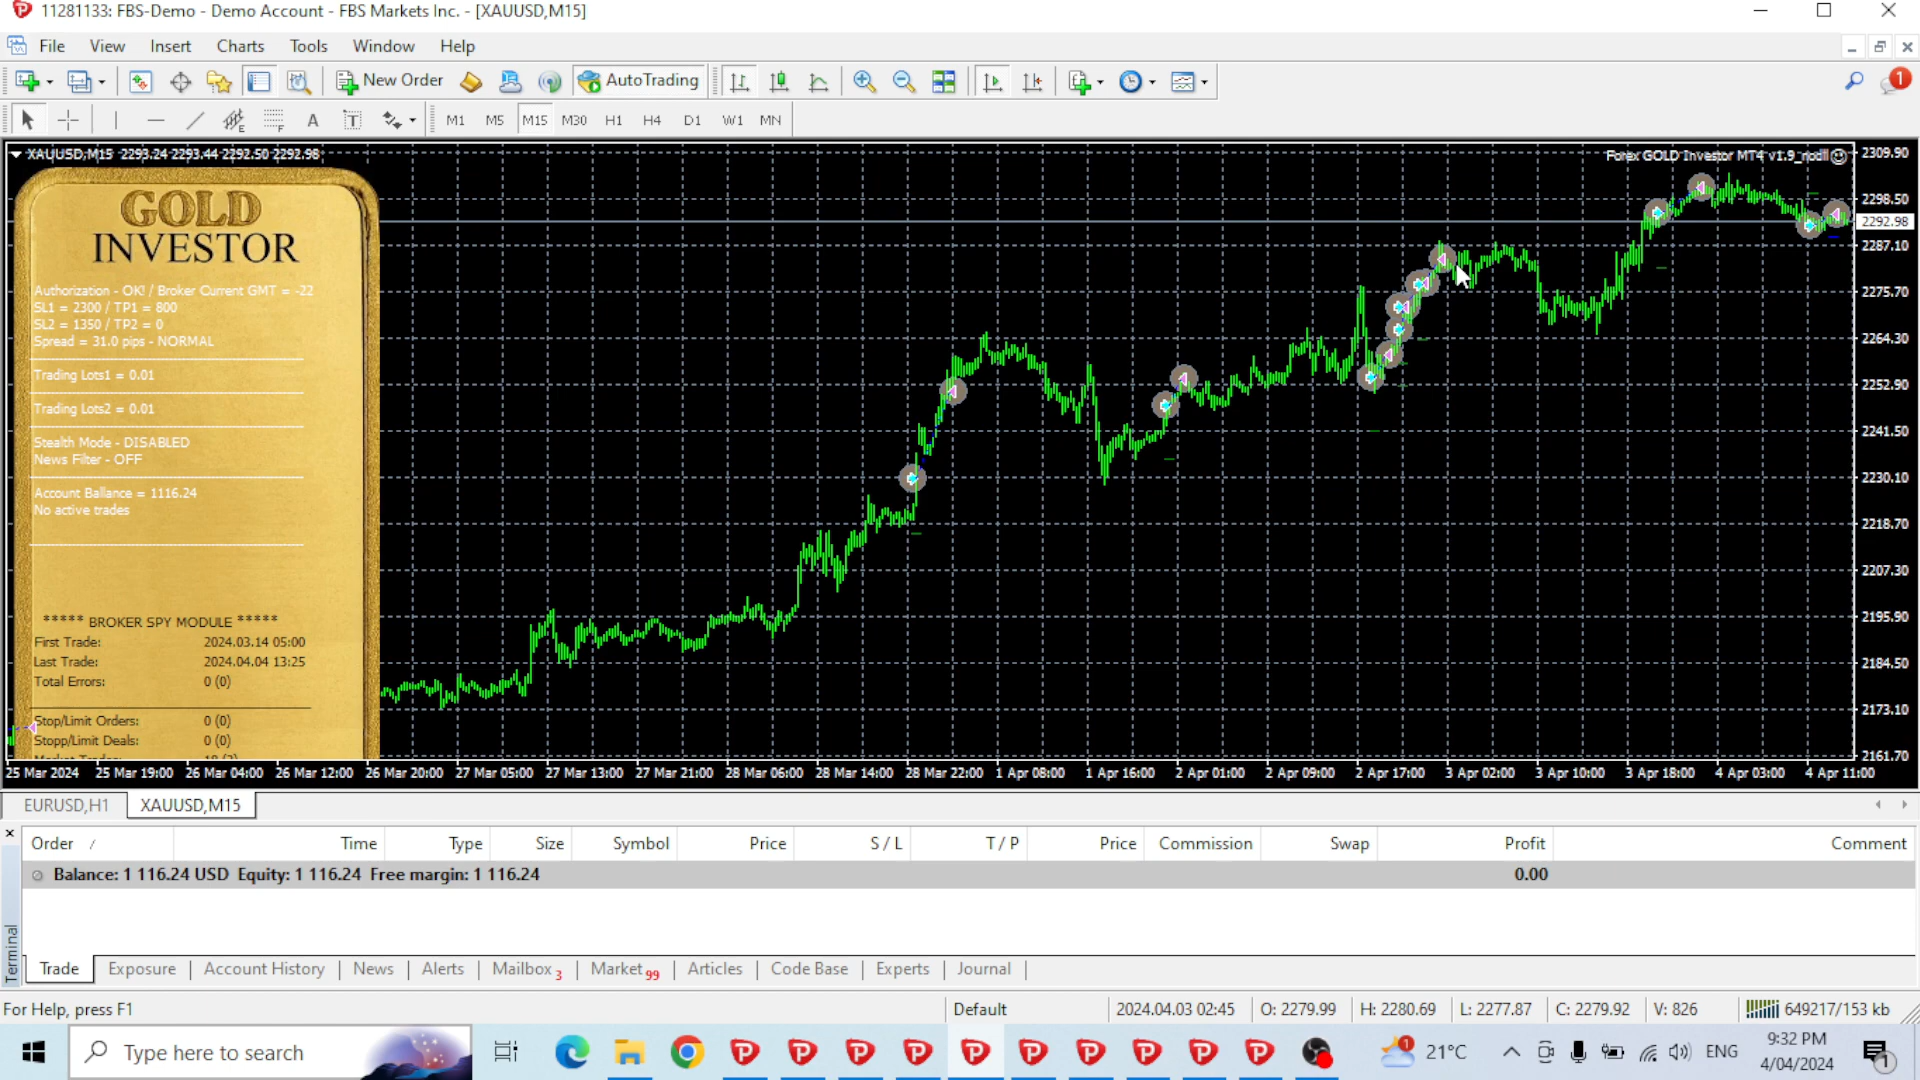 11281133: FBS-Demo - Demo Account - FBS Markets Inc. - [XAUUSD,M15]
File View Insert Charts Tools Window Help
New Order AutoTrading 1
A T M1 M5 M15 M30 H1 H4 D1 W1 MN
XAUUSD,M15 2293.24 2293.44 2292.50 2292.98
Forex GOLD Investor MT4 v1.9_nodll
GOLD
INVESTOR
Authorization - OK! / Broker Current GMT = -22
SL1 = 2300 / TP1 = 800
SL2 = 1350 / TP2 = 0
Spread = 31.0 pips - NORMAL
Trading Lots1 = 0.01
Trading Lots2 = 0.01
Stealth Mode - DISABLED
News Filter - OFF
Account Ballance = 1116.24
No active trades
***** BROKER SPY MODULE *****
First Trade: 2024.03.14 05:00
Last Trade: 2024.04.04 13:25
Total Errors: 0 (0)
Stop/Limit Orders: 0 (0)
Stopp/Limit Deals: 0 (0)
2309.90
2298.50
2292.98
2287.10
2275.70
2264.30
2252.90
2241.50
2230.10
2218.70
2207.30
2195.90
2184.50
2173.10
2161.70
25 Mar 2024 25 Mar 19:00 26 Mar 04:00 26 Mar 12:00 26 Mar 20:00 27 Mar 05:00 27 Mar 13:00 27 Mar 21:00 28 Mar 06:00 28 Mar 14:00 28 Mar 22:00 1 Apr 08:00 1 Apr 16:00 2 Apr 01:00 2 Apr 09:00 2 Apr 17:00 3 Apr 02:00 3 Apr 10:00 3 Apr 18:00 4 Apr 03:00 4 Apr 11:00
EURUSD,H1 XAUUSD,M15
Order / Time Type Size Symbol Price S / L T / P Price Commission Swap Profit Comment
Balance: 1 116.24 USD Equity: 1 116.24 Free margin: 1 116.24 0.00
Terminal
Trade Exposure Account History News Alerts Mailbox 3 Market 99 Articles Code Base Experts Journal
For Help, press F1 Default 2024.04.03 02:45 O: 2279.99 H: 2280.69 L: 2277.87 C: 2279.92 V: 826 649217/153 kb
Type here to search 1 21°C ENG 9:32 PM
4/04/2024 1